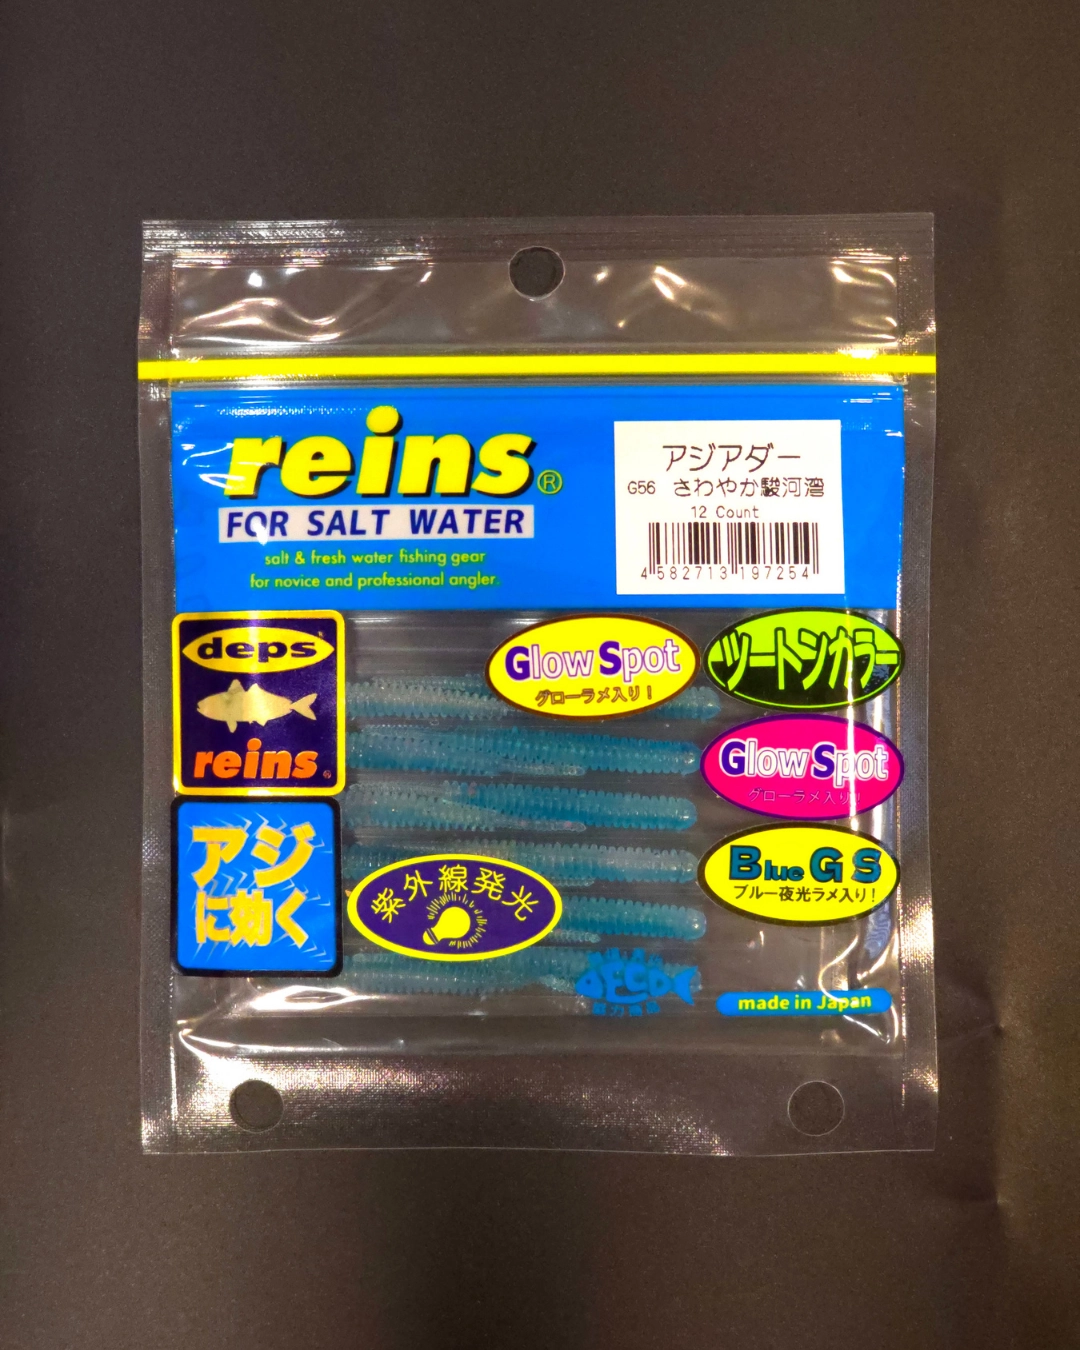 reins®
FOR SALT WATER
salt & fresh water fishing gear
for novice and professional angler.
アジアダー
G56 さわやか駿河湾
12 Count
4 582713 197254
deps
reins
Glow Spot
グローラメ入り！
ツートンカラー
Glow Spot
グローラメ入り！
アジ
に効く
紫外線発光
Blue G S
ブルー夜光ラメ入り！
made in Japan